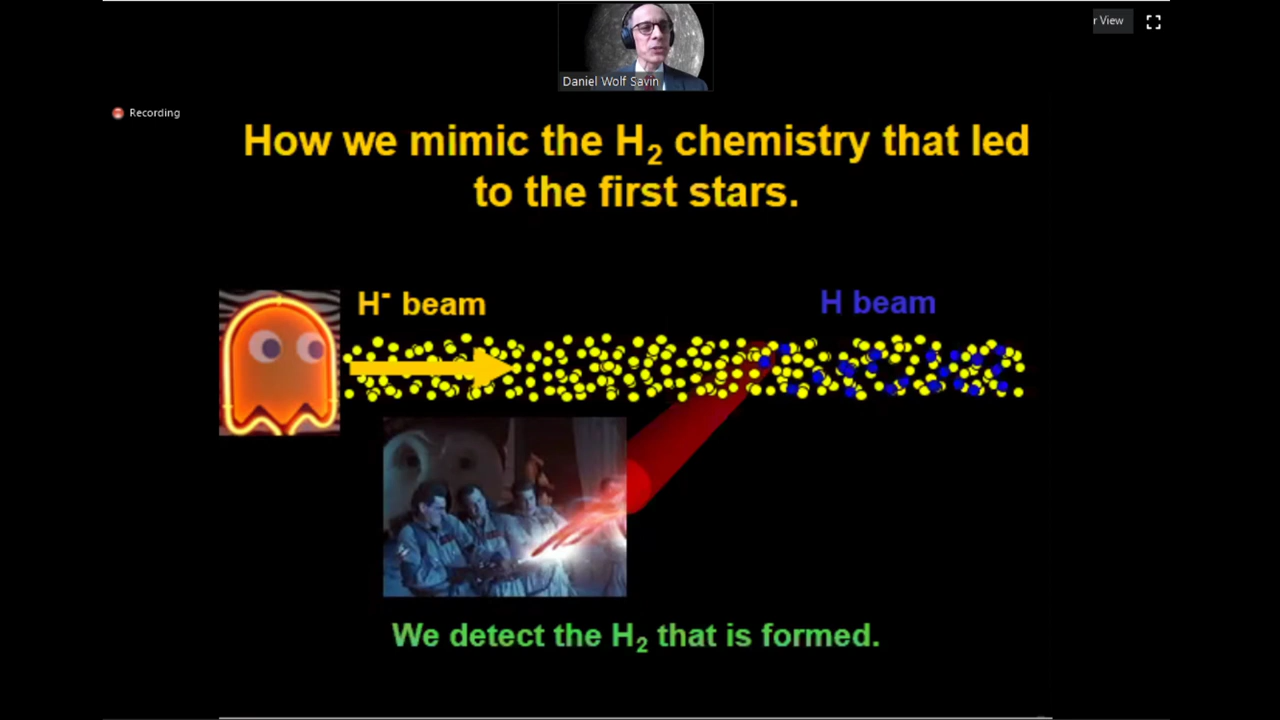 r View
Daniel Wolf Savin
Recording
How we mimic the H₂ chemistry that led
to the first stars.
H⁻ beam
H beam
We detect the H₂ that is formed.